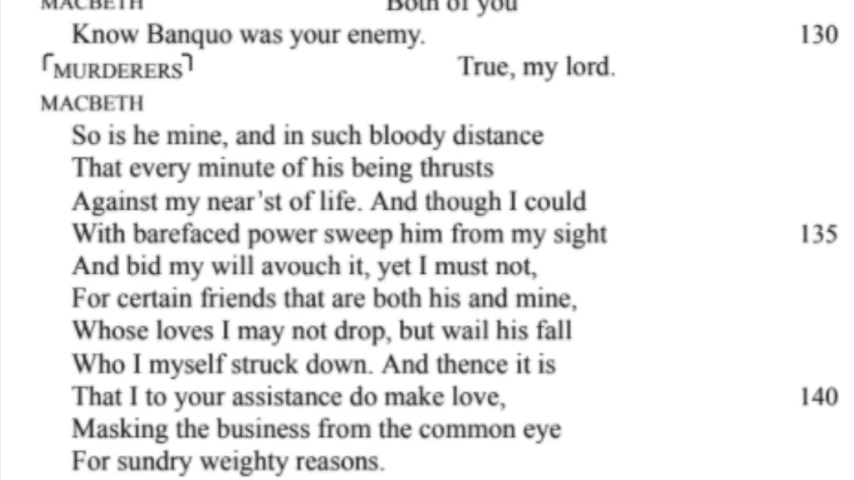 MACBETH Both of you
Know Banquo was your enemy. 130
⌜MURDERERS⌝ True, my lord.
MACBETH
So is he mine, and in such bloody distance
That every minute of his being thrusts
Against my near'st of life. And though I could
With barefaced power sweep him from my sight 135
And bid my will avouch it, yet I must not,
For certain friends that are both his and mine,
Whose loves I may not drop, but wail his fall
Who I myself struck down. And thence it is
That I to your assistance do make love, 140
Masking the business from the common eye
For sundry weighty reasons.